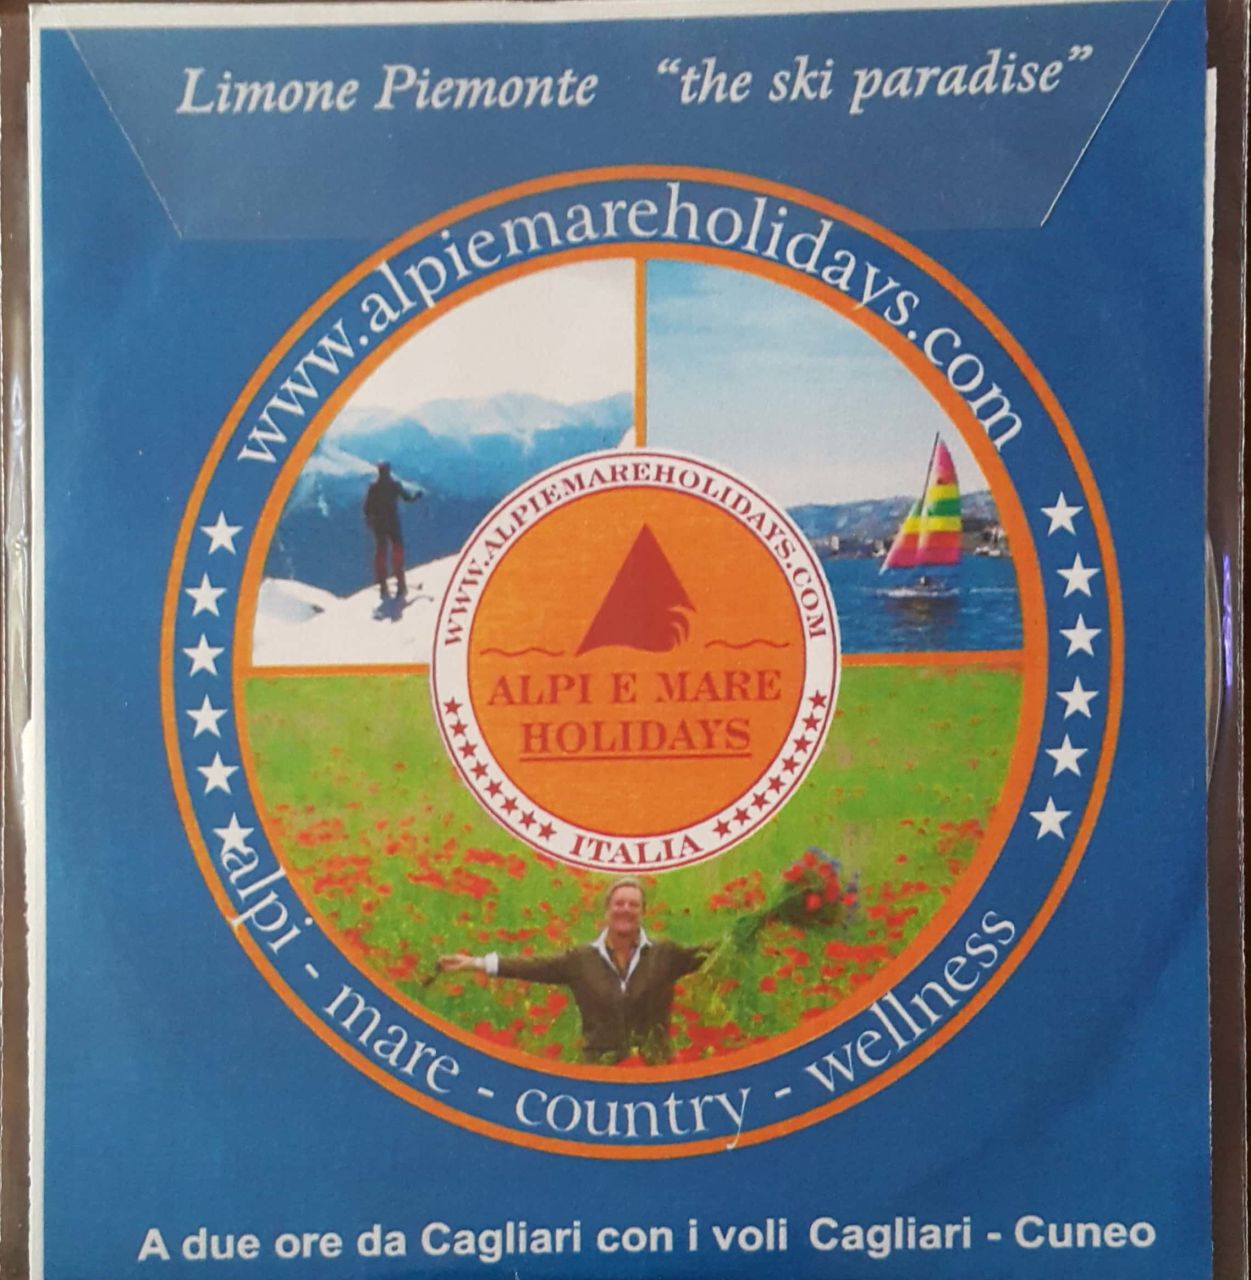 Limone Piemonte “the ski paradise”
www.alpiemareholidays.com
WWW.ALPIEMAREHOLIDAYS.COM
ALPI E MARE
HOLIDAYS
ITALIA
alpi - mare - country - wellness
A due ore da Cagliari con i voli Cagliari - Cuneo